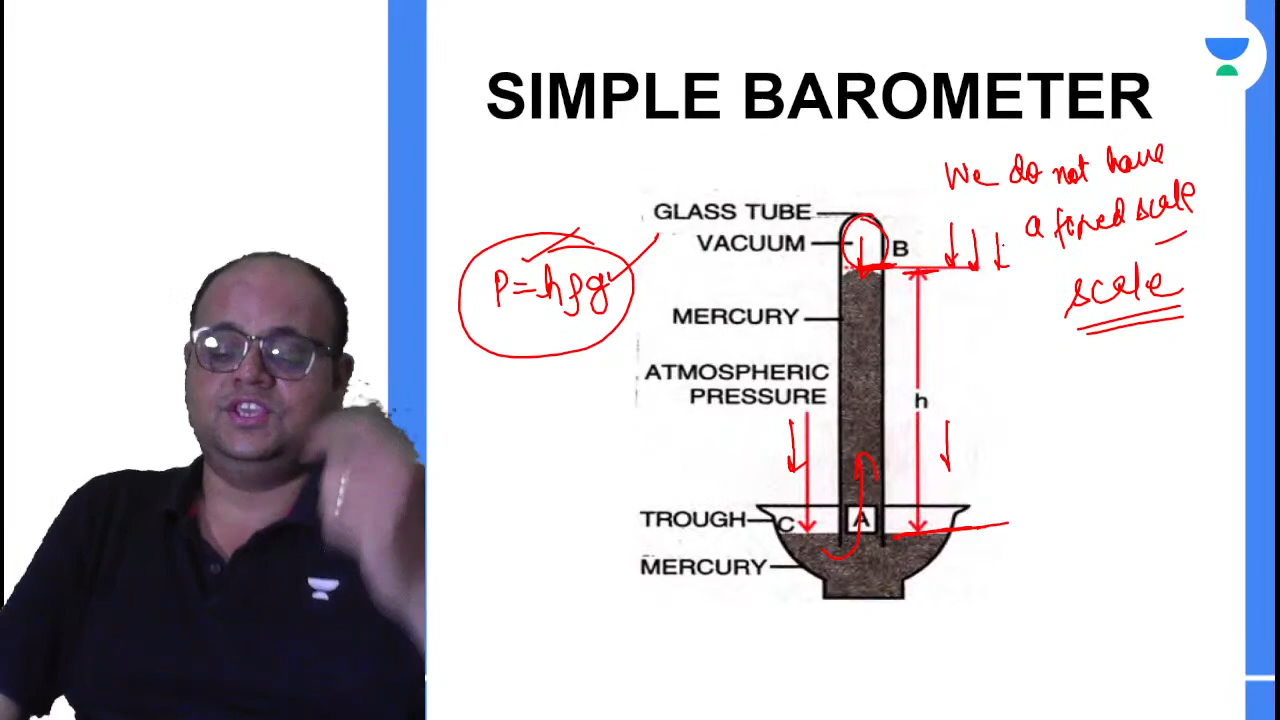 SIMPLE BAROMETER
We do not have
a fixed scale
scale
P = hρg
GLASS TUBE
VACUUM
B
MERCURY
ATMOSPHERIC
PRESSURE
h
TROUGH
C
A
MERCURY